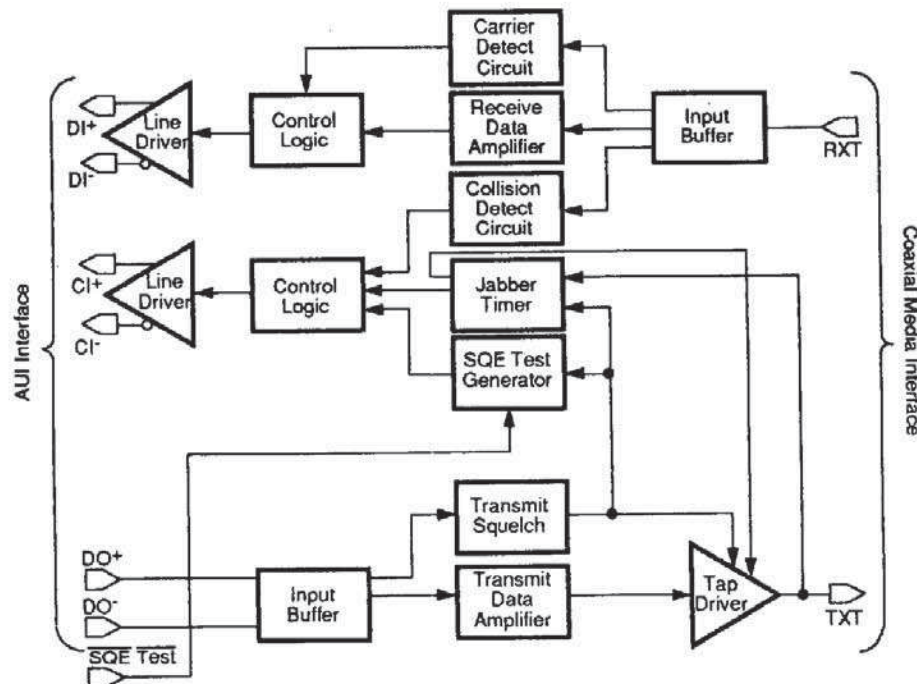 Carrier
Detect
Circuit
Receive
Data
Amplifier
Collision
Detect
Circuit
Input
Buffer
RXT
Control
Logic
Line
Driver
DI+
DI-
Control
Logic
Line
Driver
CI+
CI-
Jabber
Timer
SQE Test
Generator
AUI Interface
Coaxial Media Interface
Transmit
Squelch
Transmit
Data
Amplifier
Tap
Driver
TXT
Input
Buffer
DO+
DO-
SQE Test